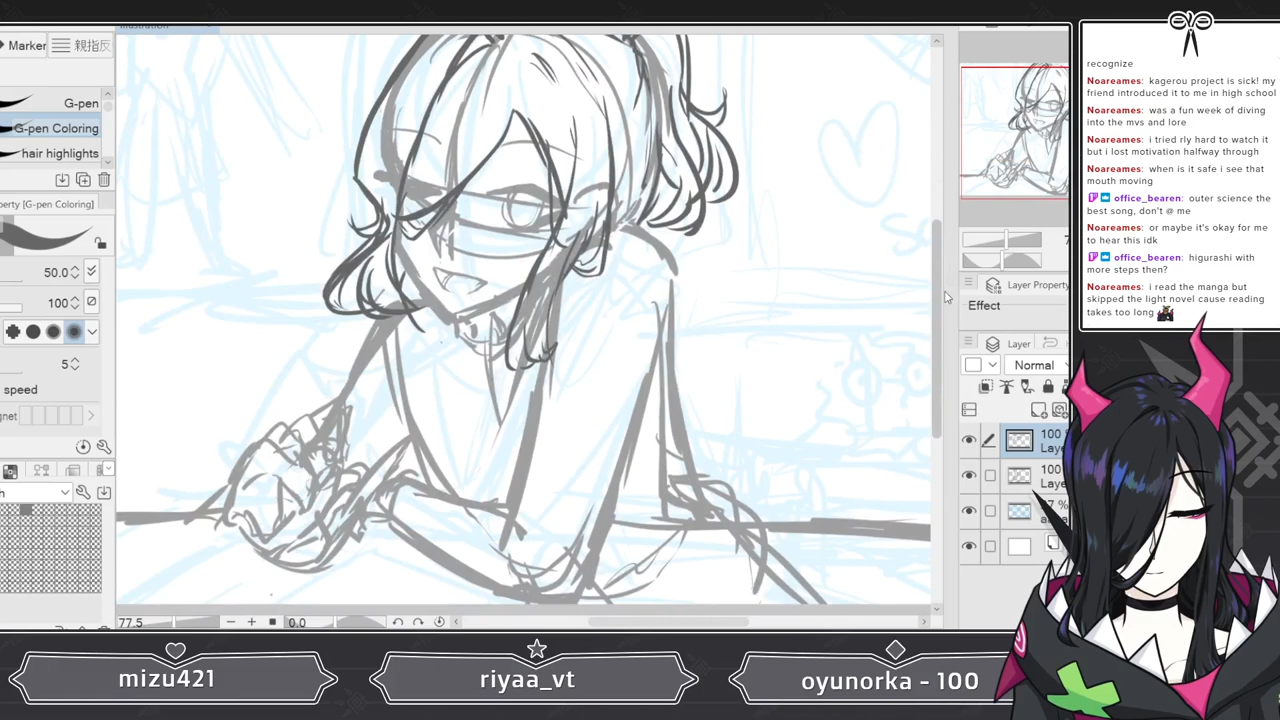 Illustration
Marker
親指反
G-pen
G-pen Coloring
hair highlights
perty [G-pen Coloring]
50.0
100
5
speed
gnet
h
77.5
0.0
7
Layer Property
Effect
Layer
Normal
100
Laye
100
Laye
recognize
Noareames: kagerou project is sick! my
friend introduced it to me in high school
Noareames: was a fun week of diving
into the mvs and lore
Noareames: i tried rly hard to watch it
but i lost motivation halfway through
Noareames: when is it safe i see that
mouth moving
office_bearen: outer science the
best song, don't @ me
Noareames: or maybe it's okay for me
to hear this idk
office_bearen: higurashi with
more steps then?
Noareames: i read the manga but
skipped the light novel cause reading
takes too long
mizu421
riyaa_vt
oyunorka - 100